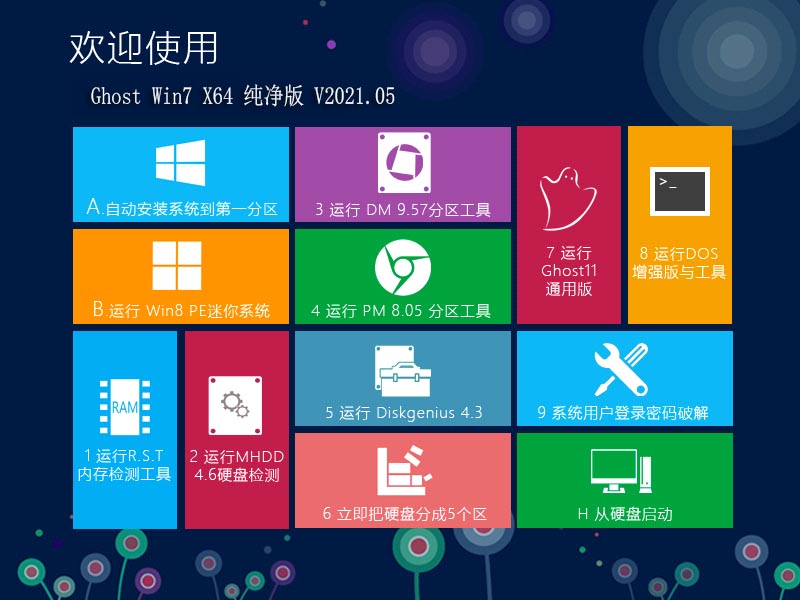 欢迎使用
Ghost Win7 X64 纯净版 V2021.05
A.自动安装系统到第一分区
3 运行 DM 9.57分区工具
7 运行
Ghost11
通用版
>_
8 运行DOS
增强版与工具
B.运行 Win8 PE迷你系统
4 运行 PM 8.05 分区工具
RAM
1 运行R.S.T
内存检测工具
2 运行MHDD
4.6硬盘检测
5 运行 Diskgenius 4.3
9 系统用户登录密码破解
6 立即把硬盘分成5个区
H 从硬盘启动